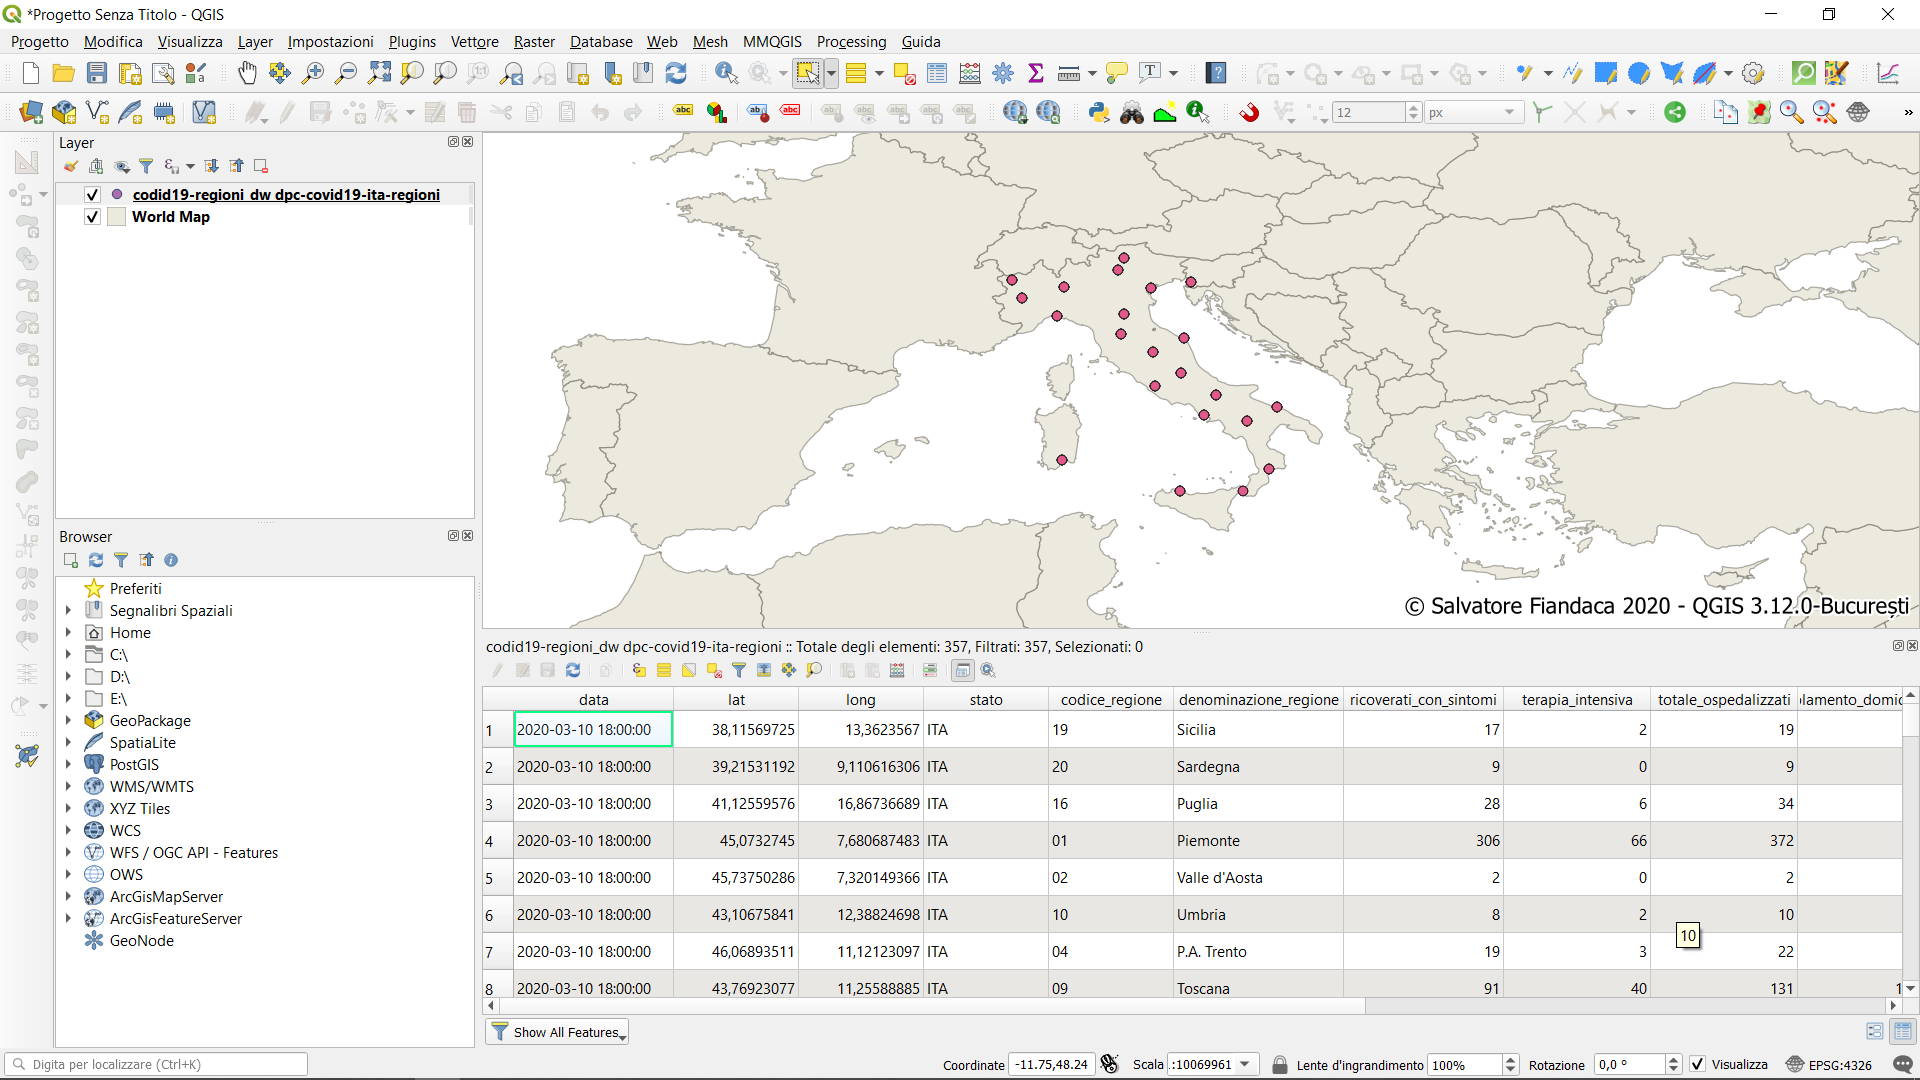 *Progetto Senza Titolo - QGIS
Progetto Modifica Visualizza Layer Impostazioni Plugins Vettore Raster Database Web Mesh MMQGIS Processing Guida
12 px
Layer
codid19-regioni_dw dpc-covid19-ita-regioni
World Map
Browser
Preferiti
Segnalibri Spaziali
Home
C:\
D:\
E:\
GeoPackage
SpatiaLite
PostGIS
WMS/WMTS
XYZ Tiles
WCS
WFS / OGC API - Features
OWS
ArcGisMapServer
ArcGisFeatureServer
GeoNode
© Salvatore Fiandaca 2020 - QGIS 3.12.0-București
codid19-regioni_dw dpc-covid19-ita-regioni :: Totale degli elementi: 357, Filtrati: 357, Selezionati: 0
data lat long stato codice_regione denominazione_regione ricoverati_con_sintomi terapia_intensiva totale_ospedalizzati lamento_domic
1 2020-03-10 18:00:00 38,11569725 13,3623567 ITA 19 Sicilia 17 2 19
2 2020-03-10 18:00:00 39,21531192 9,110616306 ITA 20 Sardegna 9 0 9
3 2020-03-10 18:00:00 41,12559576 16,86736689 ITA 16 Puglia 28 6 34
4 2020-03-10 18:00:00 45,0732745 7,680687483 ITA 01 Piemonte 306 66 372
5 2020-03-10 18:00:00 45,73750286 7,320149366 ITA 02 Valle d'Aosta 2 0 2
6 2020-03-10 18:00:00 43,10675841 12,38824698 ITA 10 Umbria 8 2 10
10
7 2020-03-10 18:00:00 46,06893511 11,12123097 ITA 04 P.A. Trento 19 3 22
8 2020-03-10 18:00:00 43,76923077 11,25588885 ITA 09 Toscana 91 40 131 1
Show All Features
Digita per localizzare (Ctrl+K)
Coordinate -11.75,48.24 Scala :10069961 Lente d'ingrandimento 100% Rotazione 0,0 ° Visualizza EPSG:4326